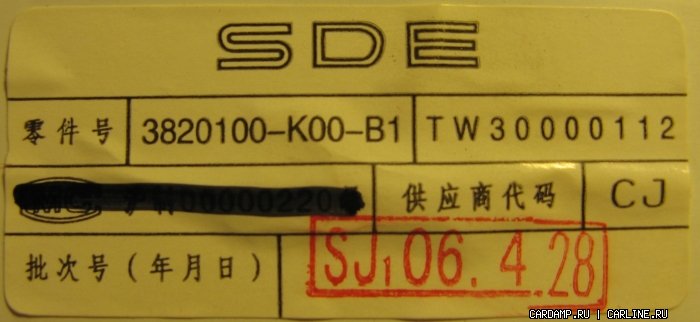 SDE
零件号 3820100-K00-B1 TW30000112
00000220 供应商代码 CJ
批次号(年月日) SJ1 06.4.28
CARDAMP.RU | CARLINE.RU